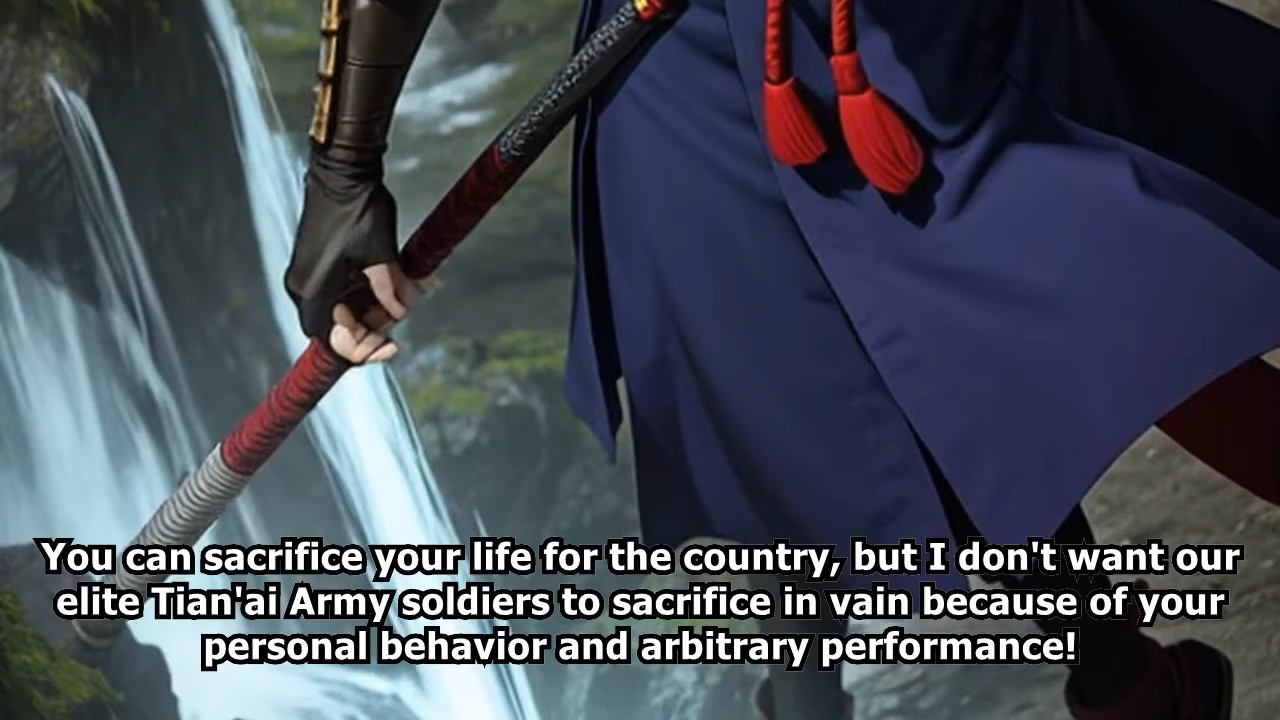 You can sacrifice your life for the country, but I don't want our
elite Tian'ai Army soldiers to sacrifice in vain because of your
personal behavior and arbitrary performance!